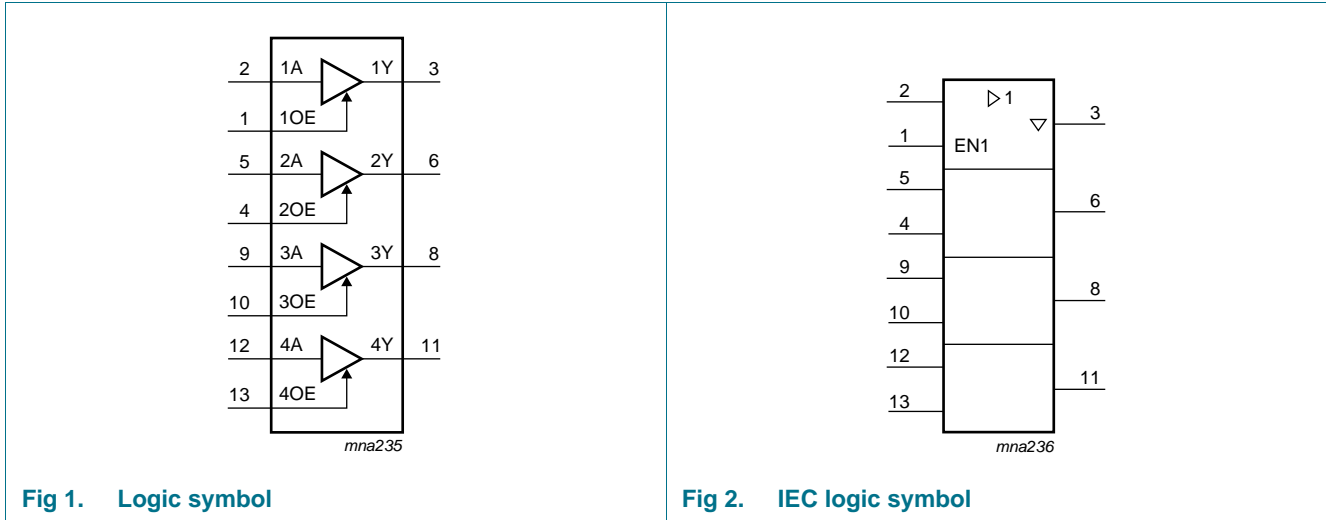 2 1A 1Y 3
1 1OE
5 2A 2Y 6
4 2OE
9 3A 3Y 8
10 3OE
12 4A 4Y 11
13 4OE
mna235
Fig 1. Logic symbol
2 1
3
1 EN1
5
6
4
9
8
10
12
11
13
mna236
Fig 2. IEC logic symbol